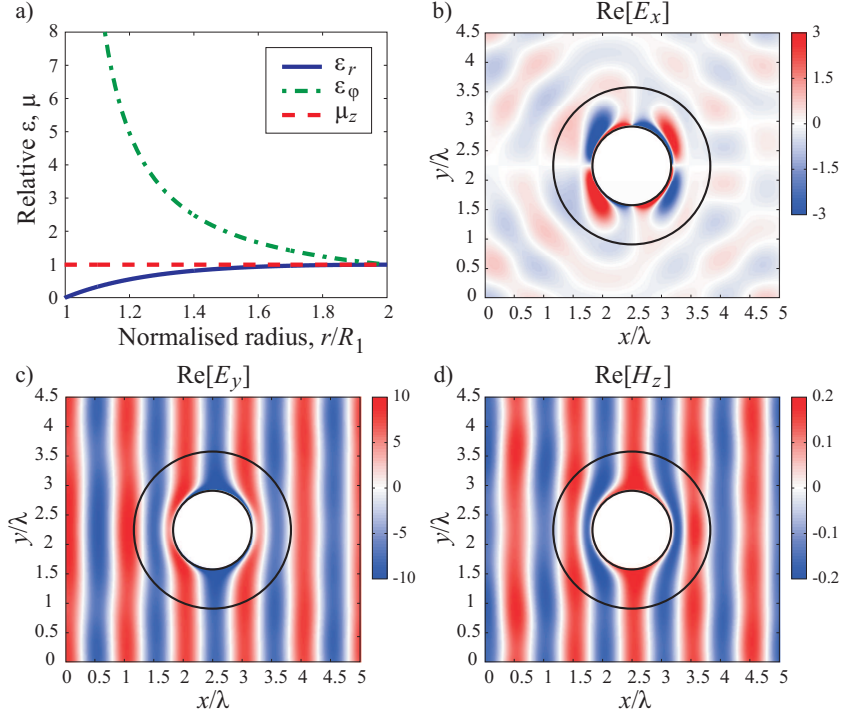 a)
8
7
6
5
4
3
2
1
0
1
1.2
1.4
1.6
1.8
2
Relative ε, μ
Normalised radius, r/R₁
εᵣ
εᵩ
μ_z
b)
Re[Eₓ]
4.5
4
3.5
3
2.5
2
1.5
1
0.5
0
0 0.5 1 1.5 2 2.5 3 3.5 4 4.5 5
y/λ
x/λ
3
1.5
0
-1.5
-3
c)
Re[E_y]
4.5
4
3.5
3
2.5
2
1.5
1
0.5
0
0 0.5 1 1.5 2 2.5 3 3.5 4 4.5 5
y/λ
x/λ
10
5
0
-5
-10
d)
Re[H_z]
4.5
4
3.5
3
2.5
2
1.5
1
0.5
0
0 0.5 1 1.5 2 2.5 3 3.5 4 4.5 5
y/λ
x/λ
0.2
0.1
0
-0.1
-0.2